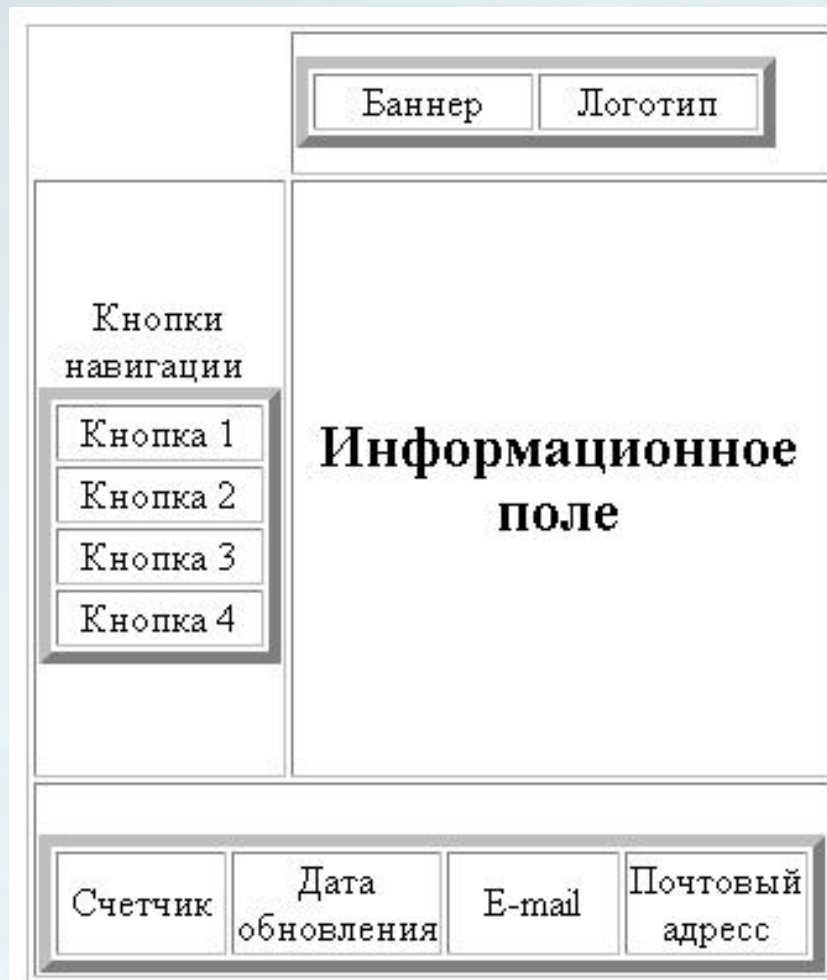 Баннер Логотип
Кнопки
навигации
Кнопка 1
Кнопка 2
Кнопка 3
Кнопка 4
Информационное
поле
Счетчик
Дата
обновления
E-mail
Почтовый
адресс